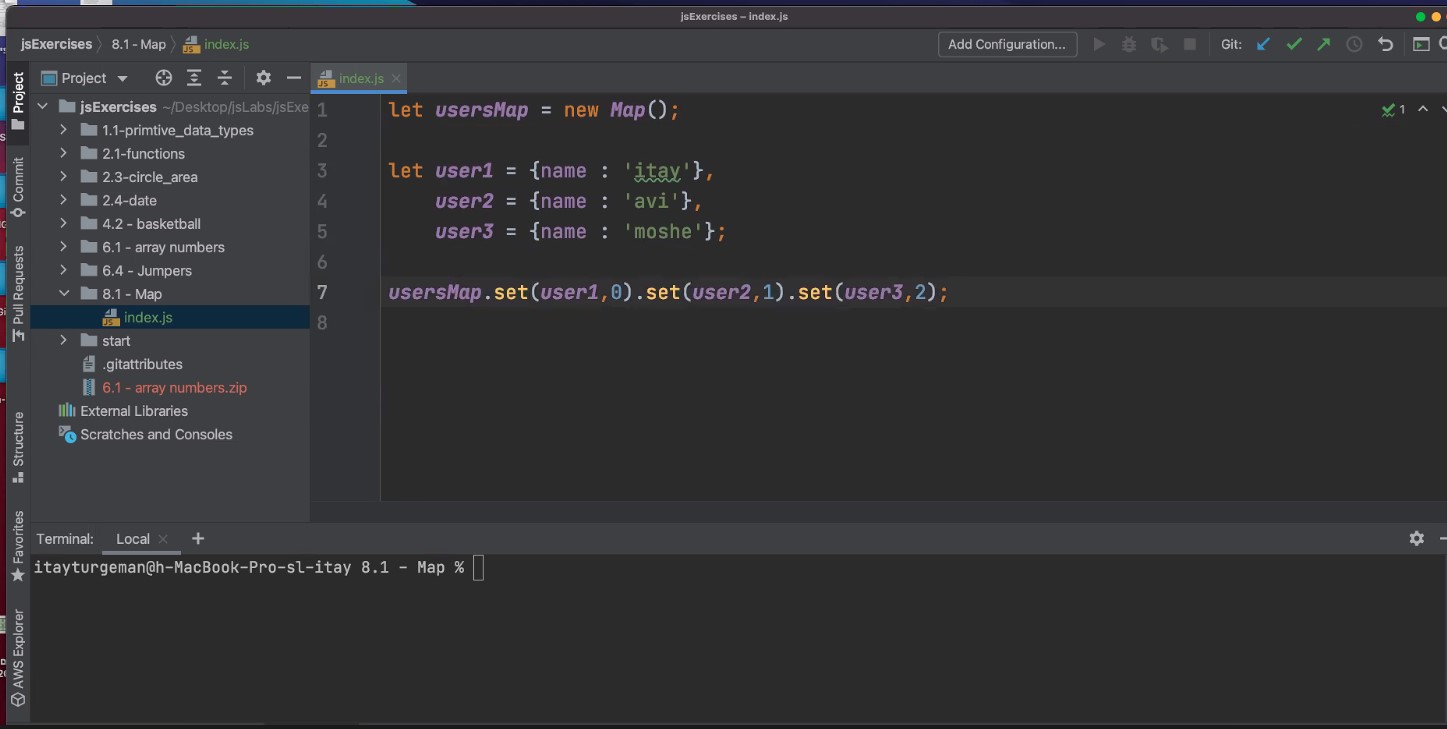 jsExercises – index.js
jsExercises 8.1 - Map index.js Add Configuration... Git:
Project index.js
Project
Commit
Pull Requests
Structure
Favorites
AWS Explorer
jsExercises ~/Desktop/jsLabs/jsExe
1.1-primtive_data_types
2.1-functions
2.3-circle_area
2.4-date
4.2 - basketball
6.1 - array numbers
6.4 - Jumpers
8.1 - Map
index.js
start
.gitattributes
6.1 - array numbers.zip
External Libraries
Scratches and Consoles
1 let usersMap = new Map(); 1
2
3 let user1 = {name : 'itay'},
4 user2 = {name : 'avi'},
5 user3 = {name : 'moshe'};
6
7 usersMap.set(user1,0).set(user2,1).set(user3,2);
8
Terminal: Local
itayturgeman@h-MacBook-Pro-sl-itay 8.1 - Map %